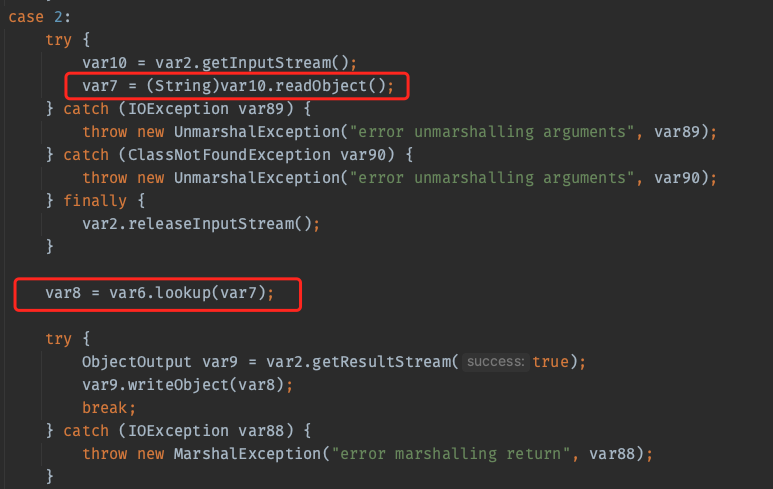 case 2:
    try {
        var10 = var2.getInputStream();
        var7 = (String)var10.readObject();
    } catch (IOException var89) {
        throw new UnmarshalException("error unmarshalling arguments", var89);
    } catch (ClassNotFoundException var90) {
        throw new UnmarshalException("error unmarshalling arguments", var90);
    } finally {
        var2.releaseInputStream();
    }
    var8 = var6.lookup(var7);
    try {
        ObjectOutput var9 = var2.getResultStream( success: true);
        var9.writeObject(var8);
        break;
    } catch (IOException var88) {
        throw new MarshalException("error marshalling return", var88);
    }